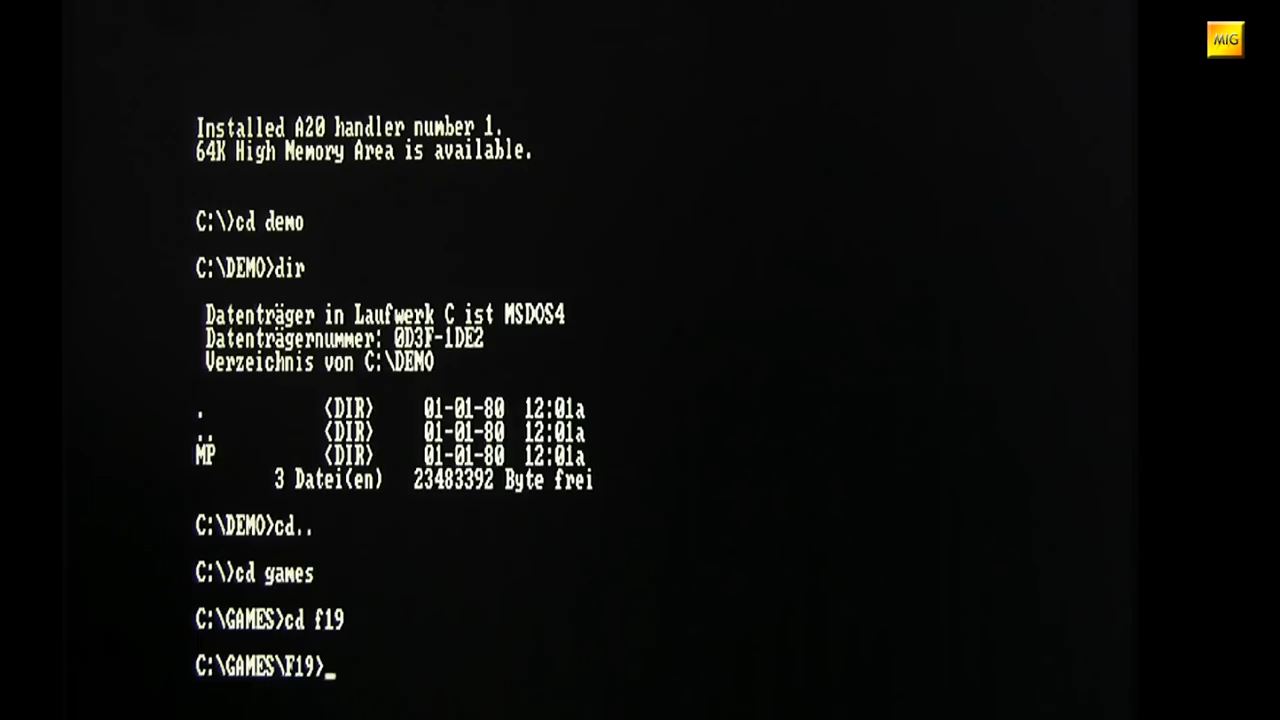 MIG
Installed A20 handler number 1.
64K High Memory Area is available.
C:\>cd demo
C:\DEMO>dir
Datenträger in Laufwerk C ist MSDOS4
Datenträgernummer: 0D3F-1DE2
Verzeichnis von C:\DEMO
. <DIR> 01-01-80 12:01a
.. <DIR> 01-01-80 12:01a
MP <DIR> 01-01-80 12:01a
3 Datei(en) 23483392 Byte frei
C:\DEMO>cd..
C:\>cd games
C:\GAMES>cd f19
C:\GAMES\F19>_